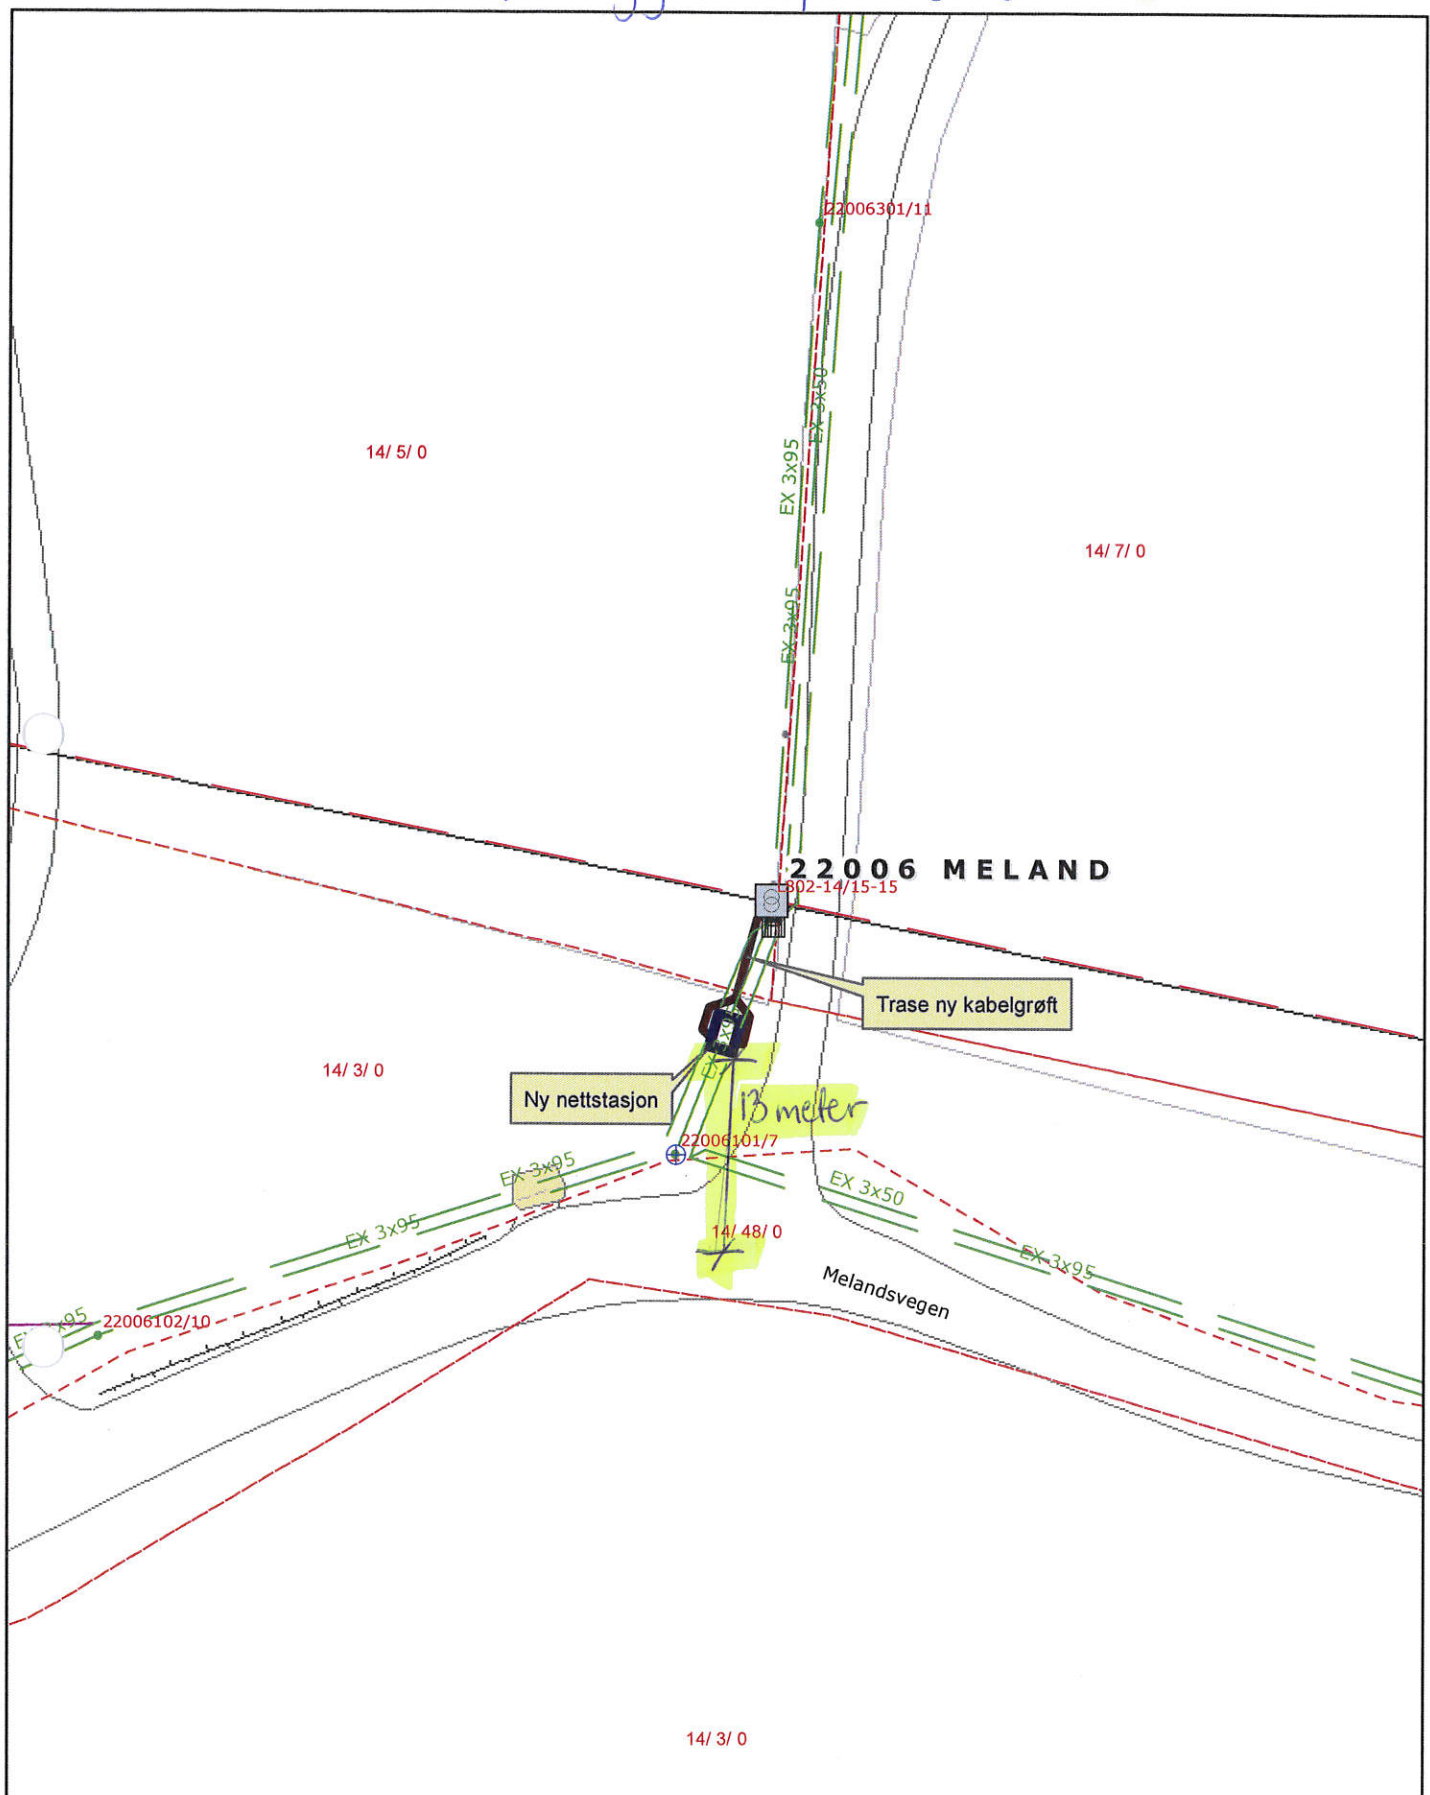 22006301/11
EX 3x50
EX 3x95
14/ 5/ 0
14/ 7/ 0
EX 3x95
22006 MELAND
802-14/15-15
Trase ny kabelgrøft
14/ 3/ 0
Ny nettstasjon
13 meter
22006101/7
EX 3x95
EX 3x50
EX 3x95
14/ 48/ 0
EX 3x95
Melandsvegen
22006102/10
14/ 3/ 0